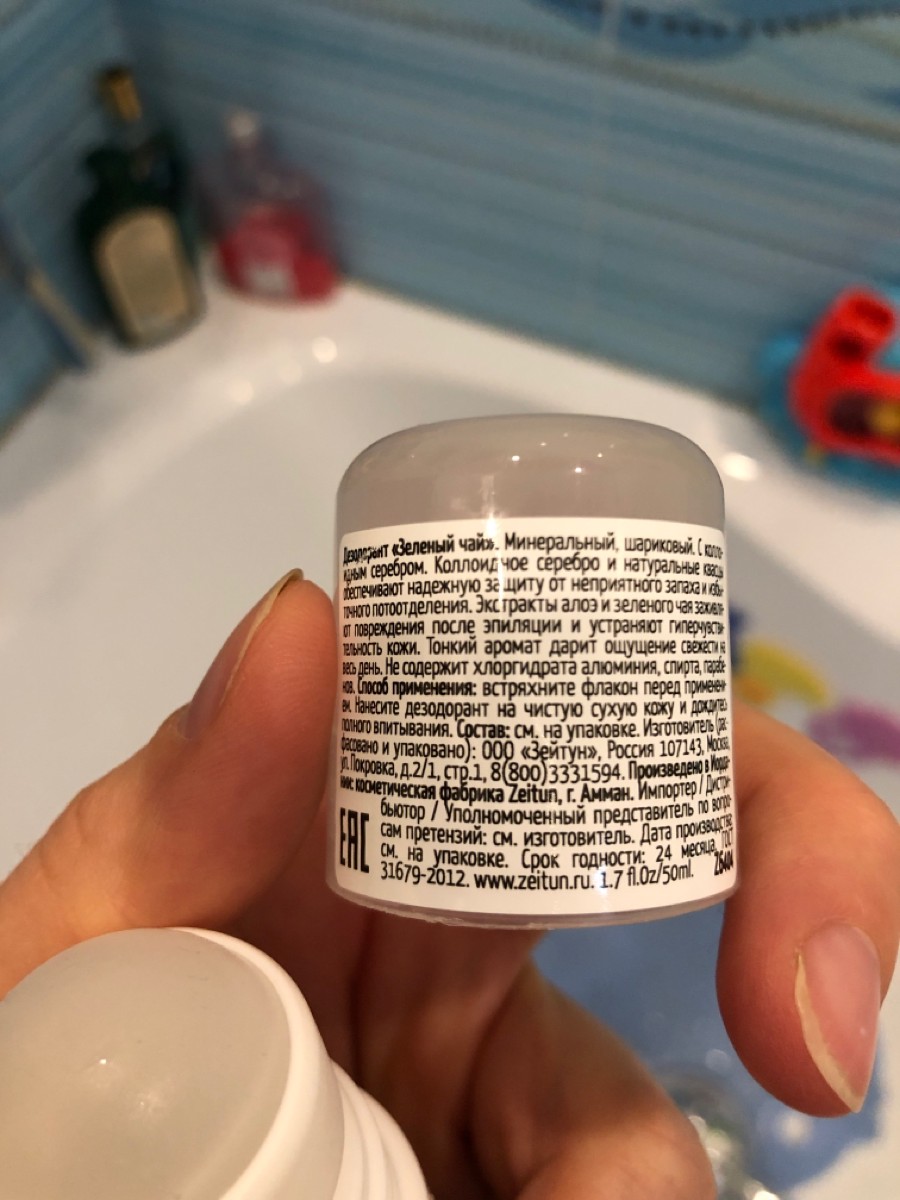 Дезодорант «Зеленый чай». Минеральный, шариковый. С колло-
идным серебром. Коллоидное серебро и натуральные квасцы
обеспечивают надежную защиту от неприятного запаха и избы-
точного потоотделения. Экстракты алоэ и зеленого чая заживля-
ют повреждения после эпиляции и устраняют гиперчувстви-
тельность кожи. Тонкий аромат дарит ощущение свежести на
весь день. Не содержит хлоргидрата алюминия, спирта, парабе-
нов. Способ применения: встряхните флакон перед применени-
ем. Нанесите дезодорант на чистую сухую кожу и дождитесь
полного впитывания. Состав: см. на упаковке. Изготовитель (рас-
фасовано и упаковано): ООО «Зейтун», Россия 107143, Москва,
ул. Покровка, д.2/1, стр.1, 8(800)3331594. Произведено в Иорда-
нии: косметическая фабрика Zeitun, г. Амман. Импортер / Дистри-
бьютор / Уполномоченный представитель по вопро-
сам претензий: см. изготовитель. Дата производства:
см. на упаковке. Срок годности: 24 месяца. ГОСТ
31679-2012. www.zeitun.ru. 1.7 fl.Oz/50ml. Z6404
EAC